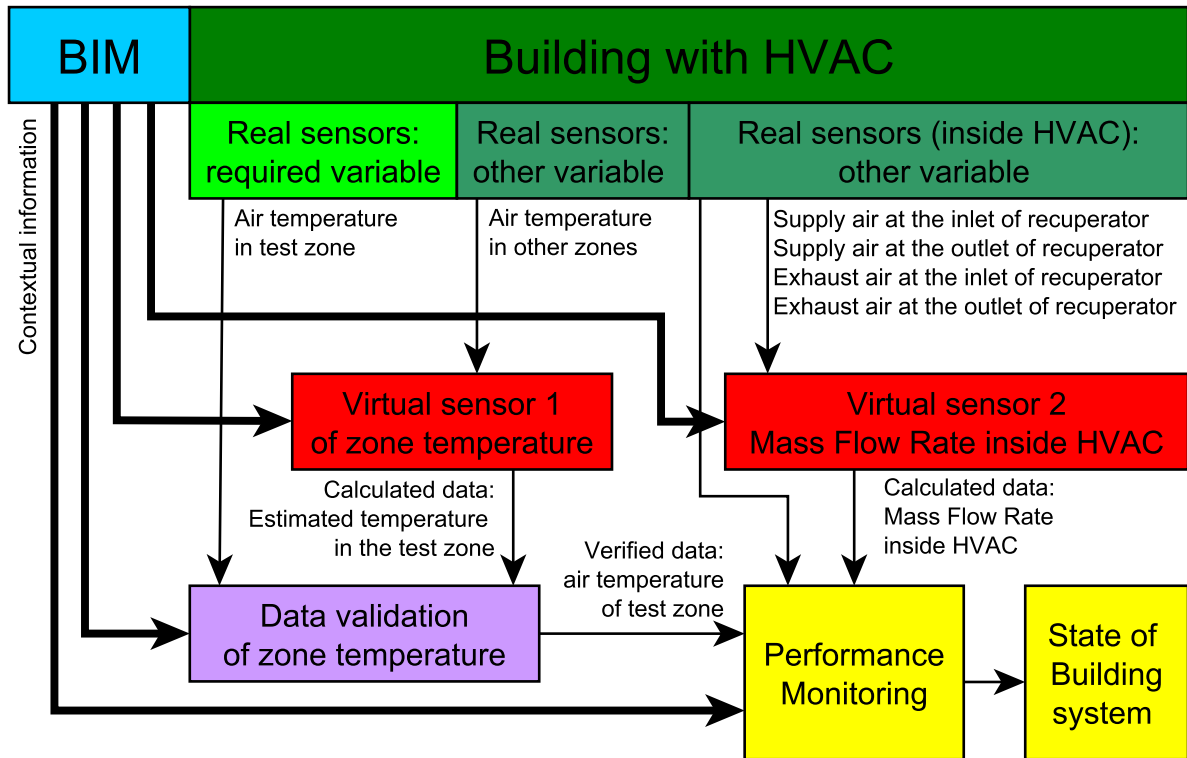 BIM
Building with HVAC
Real sensors:
required variable
Real sensors:
other variable
Real sensors (inside HVAC):
other variable
Contextual information
Air temperature
in test zone
Air temperature
in other zones
Supply air at the inlet of recuperator
Supply air at the outlet of recuperator
Exhaust air at the inlet of recuperator
Exhaust air at the outlet of recuperator
Virtual sensor 1
of zone temperature
Virtual sensor 2
Mass Flow Rate inside HVAC
Calculated data:
Estimated temperature
in the test zone
Calculated data:
Mass Flow Rate
inside HVAC
Verified data:
air temperature
of test zone
Data validation
of zone temperature
Performance
Monitoring
State of
Building
system